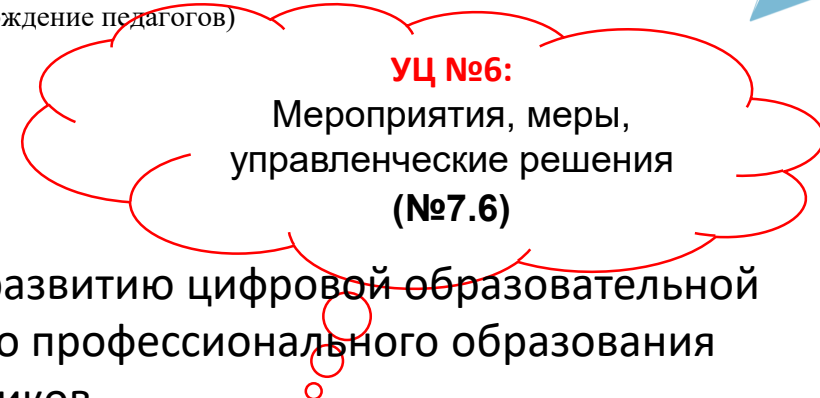 ждение педагогов)
УЦ №6:
Мероприятия, меры,
управленческие решения
(№7.6)
развитию цифровой образовательной
о профессионального образования